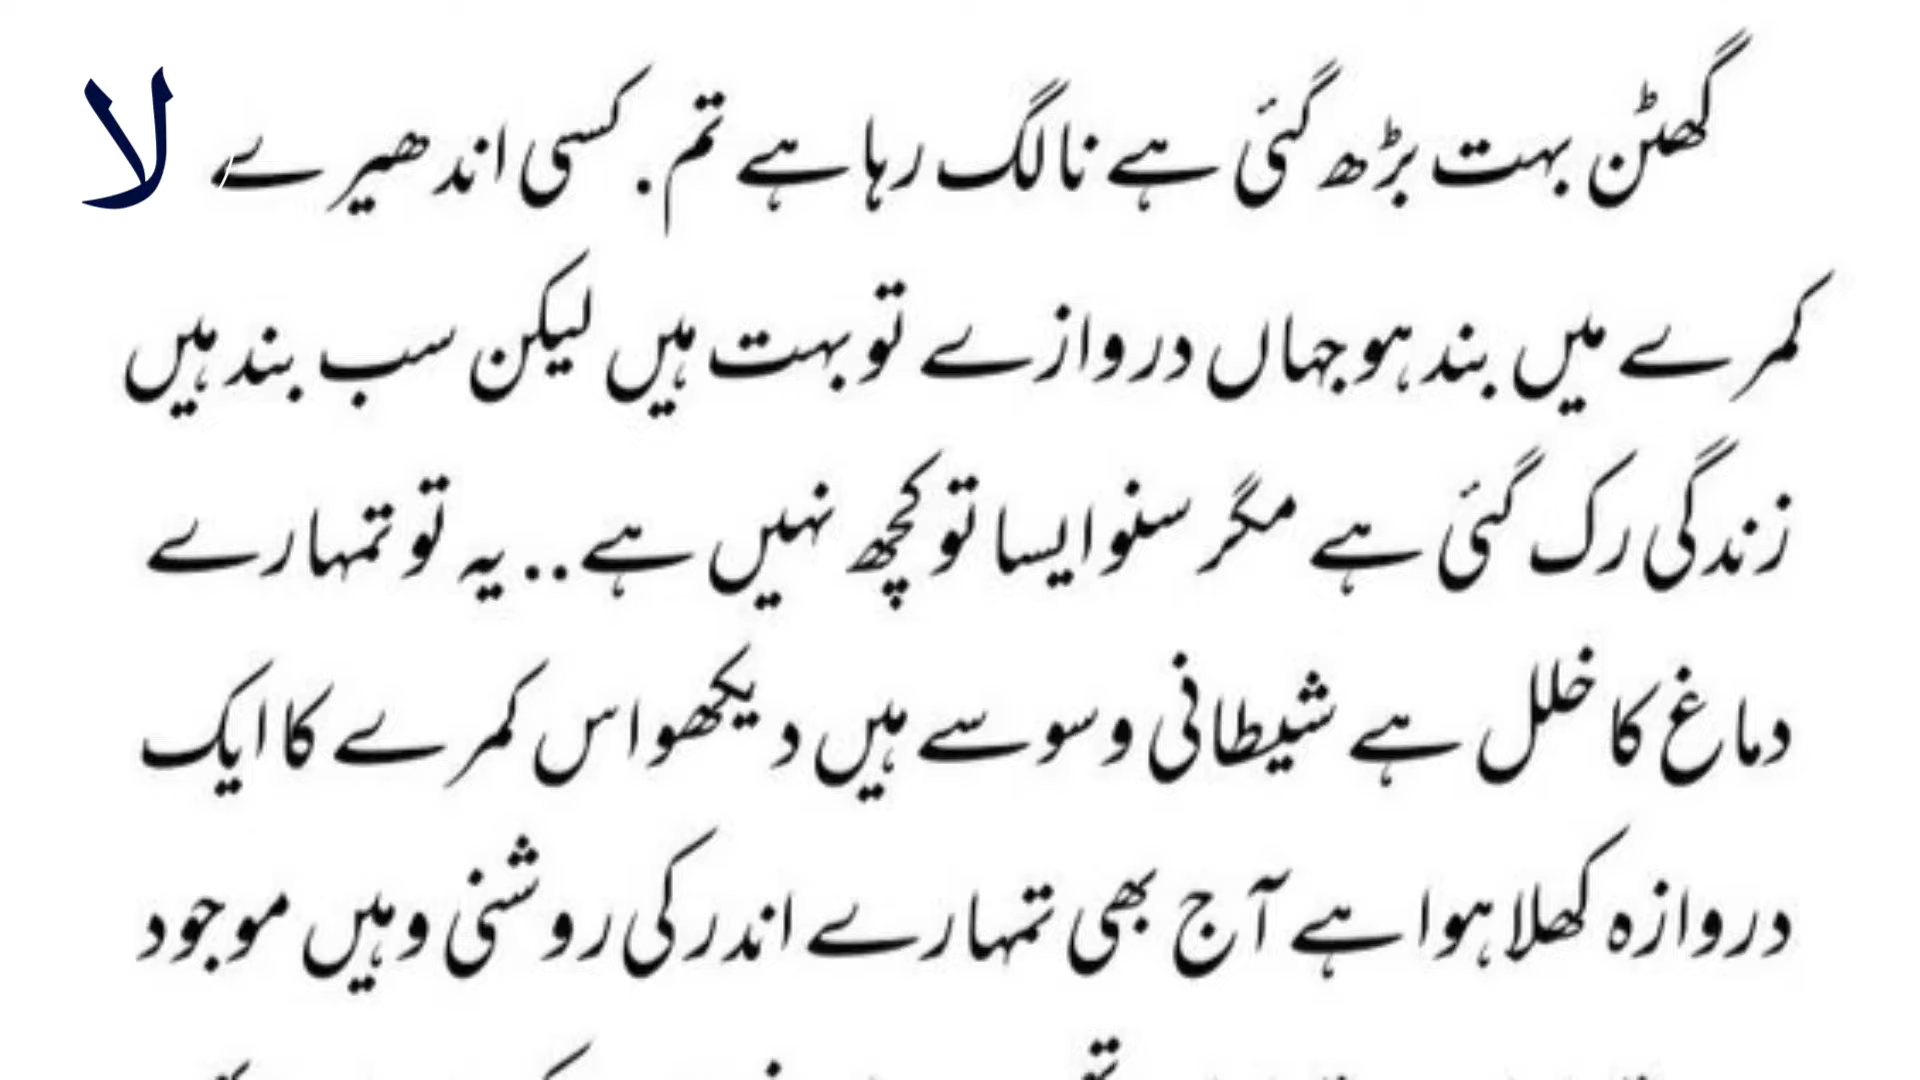 گھٹن بہت بڑھ گئی ہے نا لگ رہا ہے تم . کسی اندھیرے
لا
کمرے میں بند ہو جہاں دروازے تو بہت ہیں لیکن سب بند ہیں
زندگی رک گئی ہے مگر سنو ایسا تو کچھ نہیں ہے . . یہ تو تمہارے
دماغ کا خلل ہے شیطانی وسوسے ہیں دیکھو اس کمرے کا ایک
دروازہ کھلا ہوا ہے آج بھی تمہارے اندر کی روشنی وہیں موجود